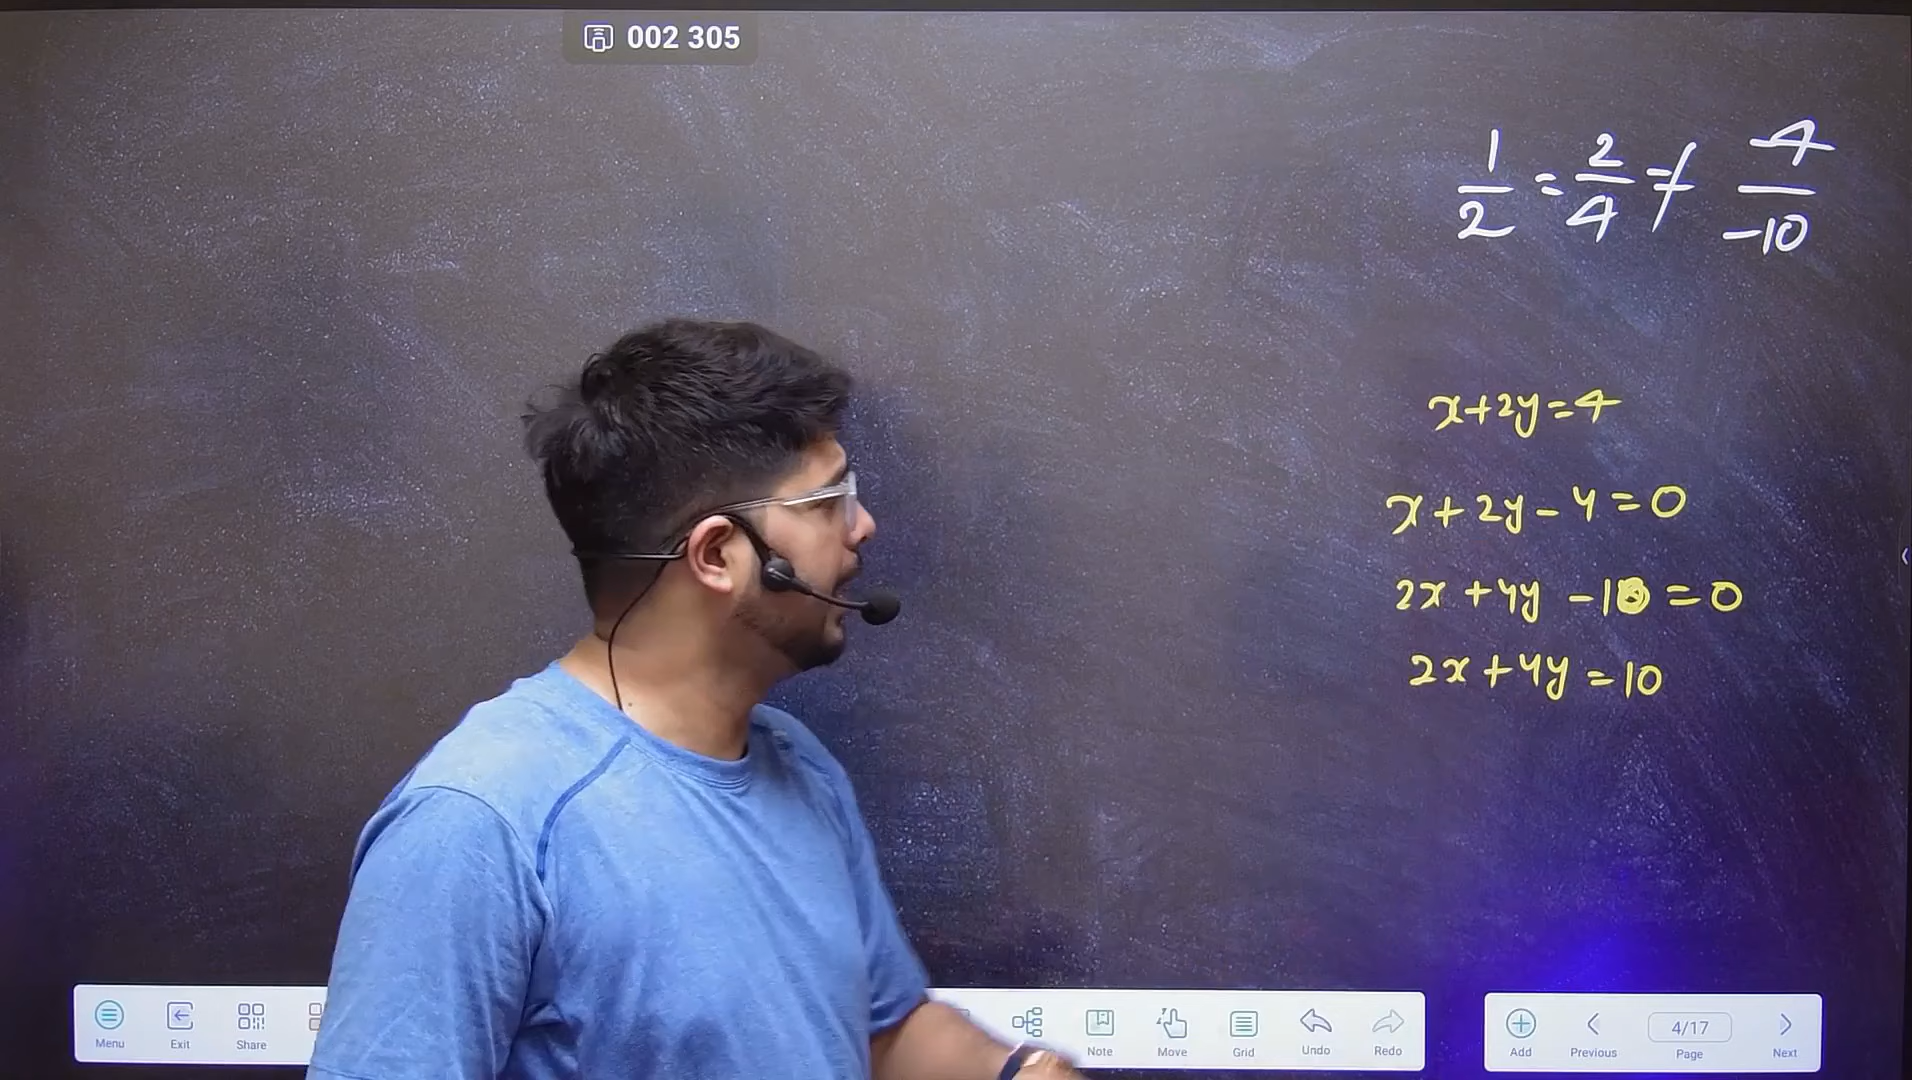 002 305
1/2 = 2/4 ≠ -4/-10
x+2y=4
x+2y-4=0
2x+4y-10=0
2x+4y=10
Menu Exit Share Note Move Grid Undo Redo Add Previous 4/17 Page Next